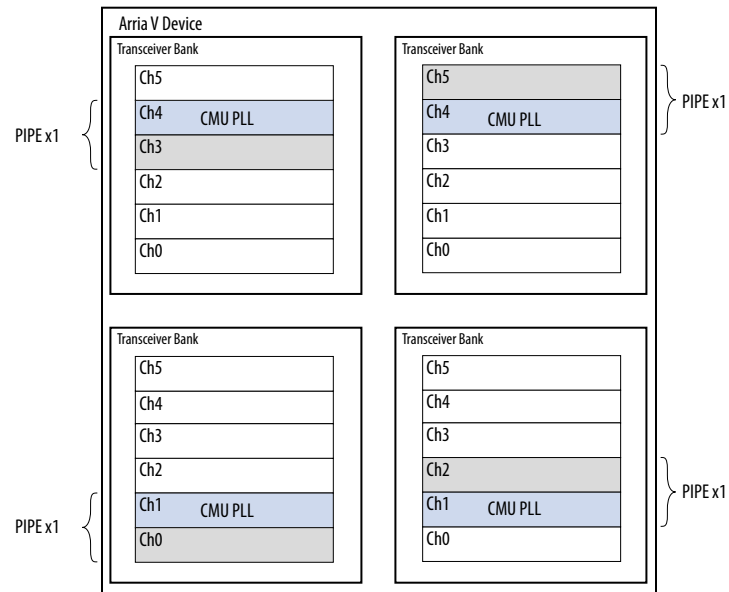 Arria V Device
Transceiver Bank
Ch5
Ch4 CMU PLL
Ch3
Ch2
Ch1
Ch0
PIPE x1
Transceiver Bank
Ch5
Ch4 CMU PLL
Ch3
Ch2
Ch1
Ch0
PIPE x1
Transceiver Bank
Ch5
Ch4
Ch3
Ch2
Ch1 CMU PLL
Ch0
PIPE x1
Transceiver Bank
Ch5
Ch4
Ch3
Ch2
Ch1 CMU PLL
Ch0
PIPE x1